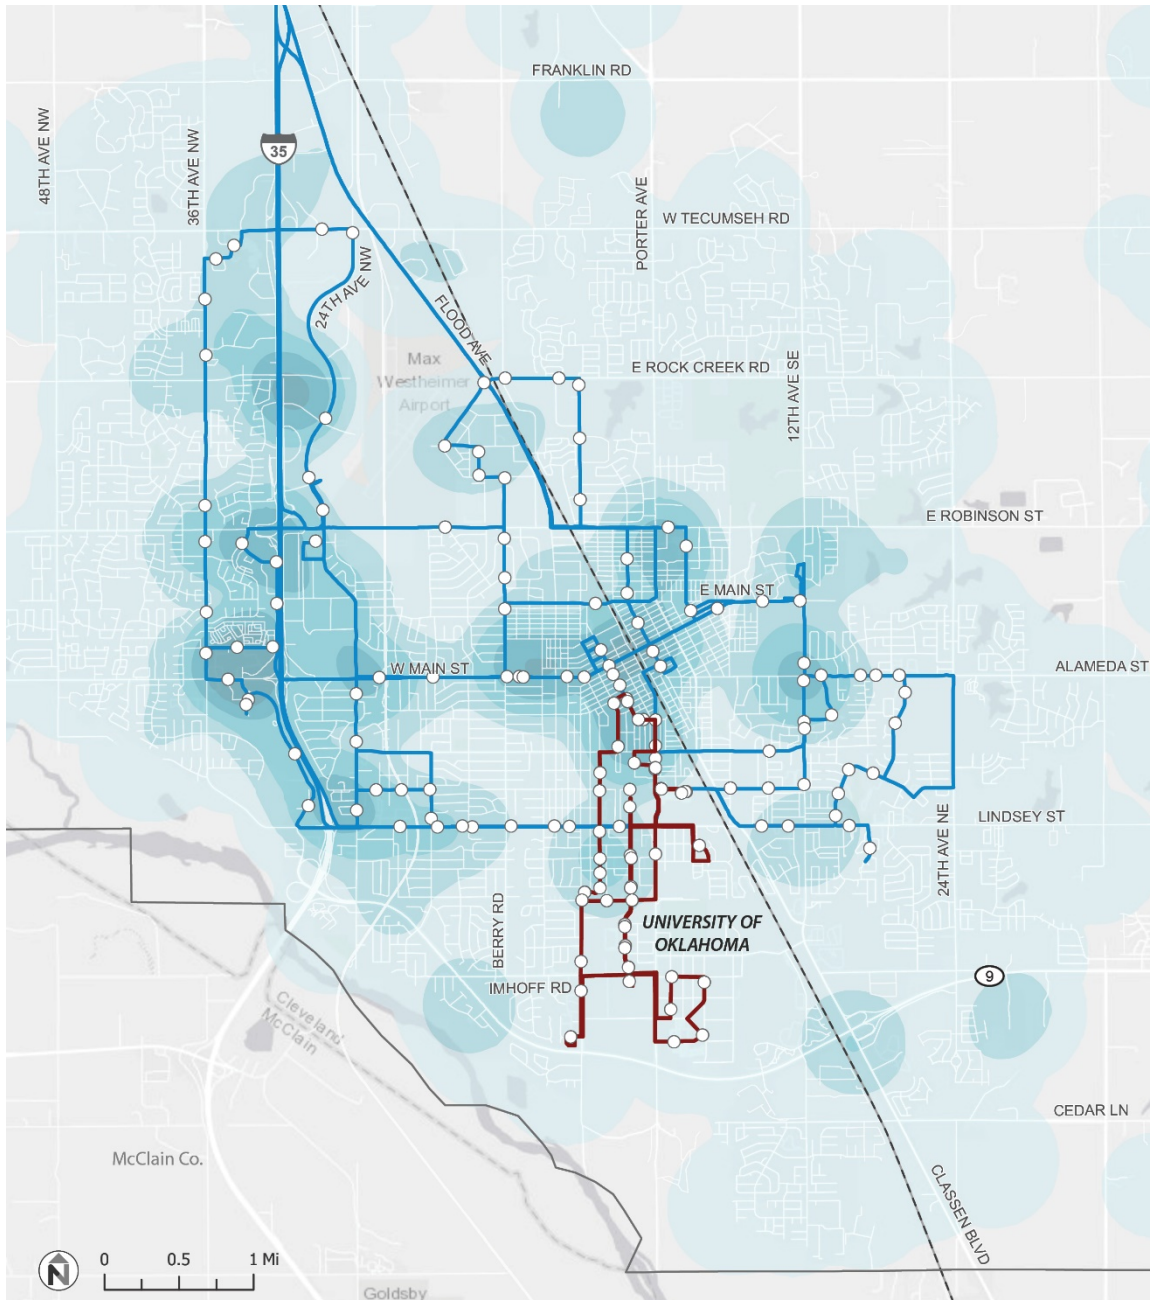 FRANKLIN RD
48TH AVE NW
36TH AVE NW
35
PORTER AVE
W TECUMSEH RD
24TH AVE NW
FLOOD AVE
Max
Westheimer
Airport
E ROCK CREEK RD
12TH AVE SE
E ROBINSON ST
E MAIN ST
W MAIN ST
ALAMEDA ST
LINDSEY ST
24TH AVE NE
BERRY RD
UNIVERSITY OF
OKLAHOMA
IMHOFF RD
9
Cleveland
McClain
CEDAR LN
McClain Co.
CLASSEN BLVD
N
0 0.5 1 Mi
Goldsby